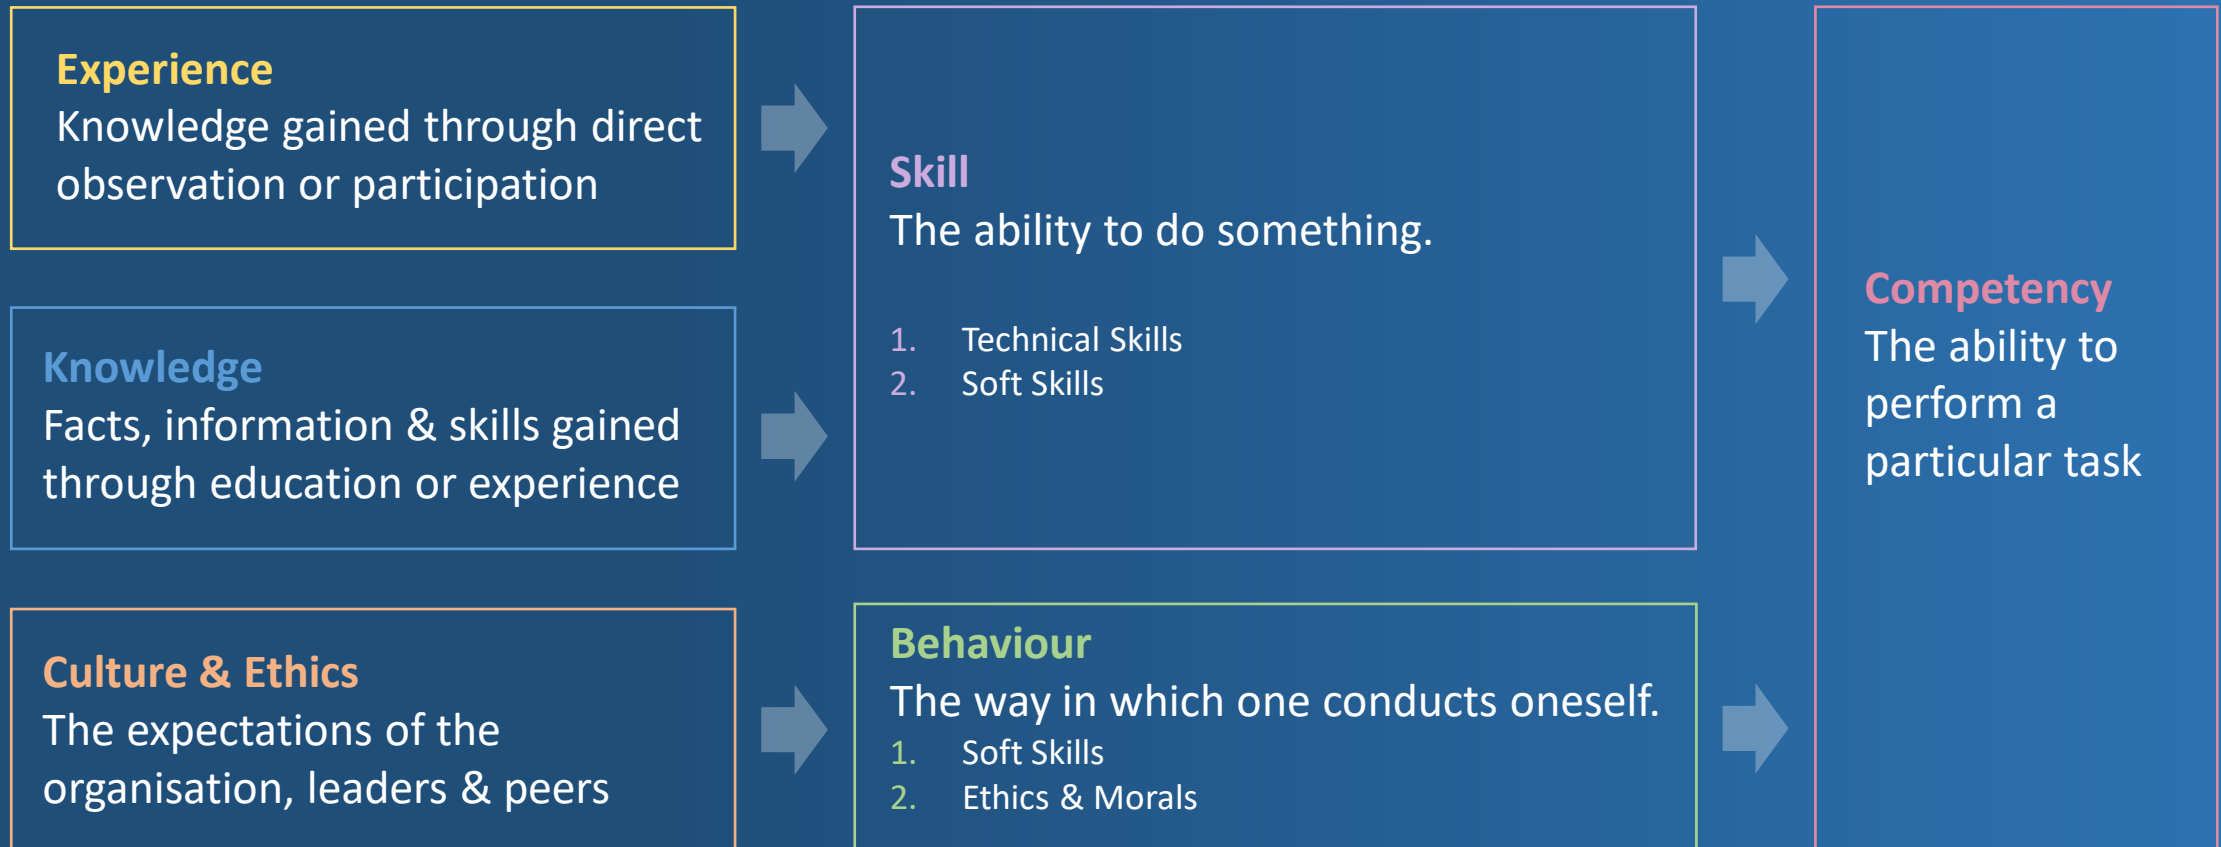 Experience
Knowledge gained through direct
observation or participation
Knowledge
Facts, information & skills gained
through education or experience
Culture & Ethics
The expectations of the
organisation, leaders & peers
Skill
The ability to do something.
1. Technical Skills
2. Soft Skills
Behaviour
The way in which one conducts oneself.
1. Soft Skills
2. Ethics & Morals
Competency
The ability to
perform a
particular task